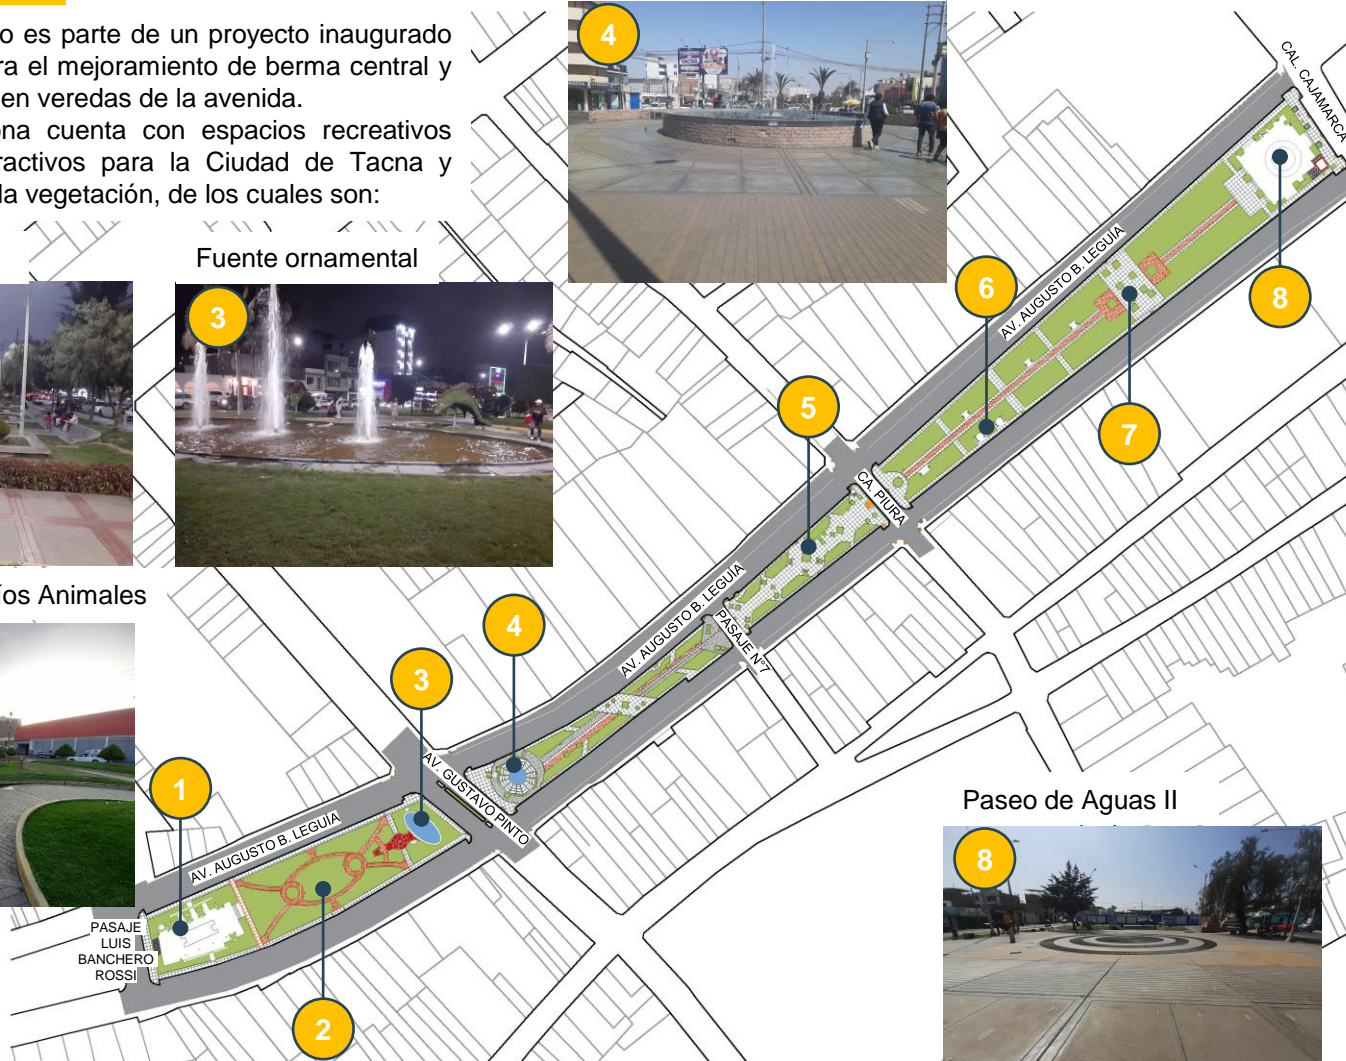 o es parte de un proyecto inaugurado
ra el mejoramiento de berma central y
en veredas de la avenida.
ona cuenta con espacios recreativos
ractivos para la Ciudad de Tacna y
la vegetación, de los cuales son:
4
CAL. CAJAMARCA
Fuente ornamental
3
AV. AUGUSTO B. LEGUIA
6
8
7
5
CA. PIURA
íos Animales
AV. AUGUSTO B. LEGUIA
PASAJE N°7
4
3
AV. GUSTAVO PINTO
1
AV. AUGUSTO B. LEGUÍA
PASAJE
LUIS
BANCHERO
ROSSI
2
Paseo de Aguas II
8